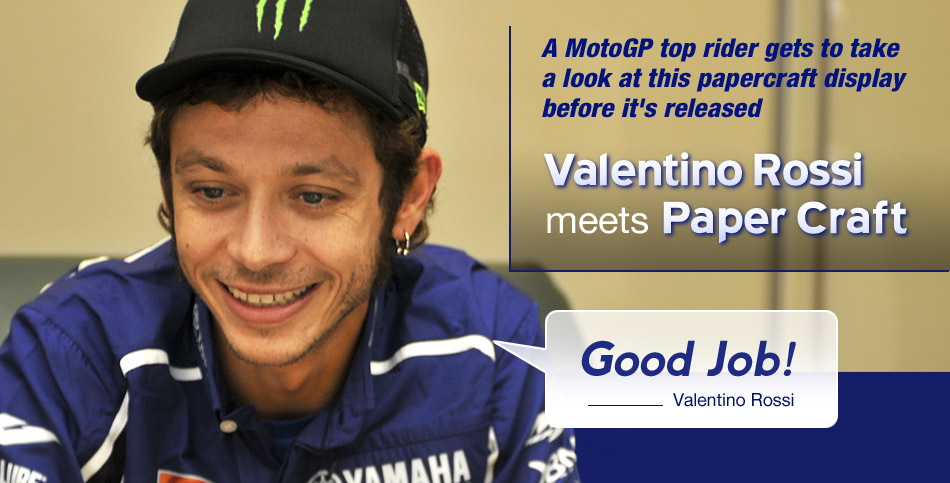 A MotoGP top rider gets to take
a look at this papercraft display
before it's released
Valentino Rossi
meets Paper Craft
Good Job!
Valentino Rossi
YAMAHA